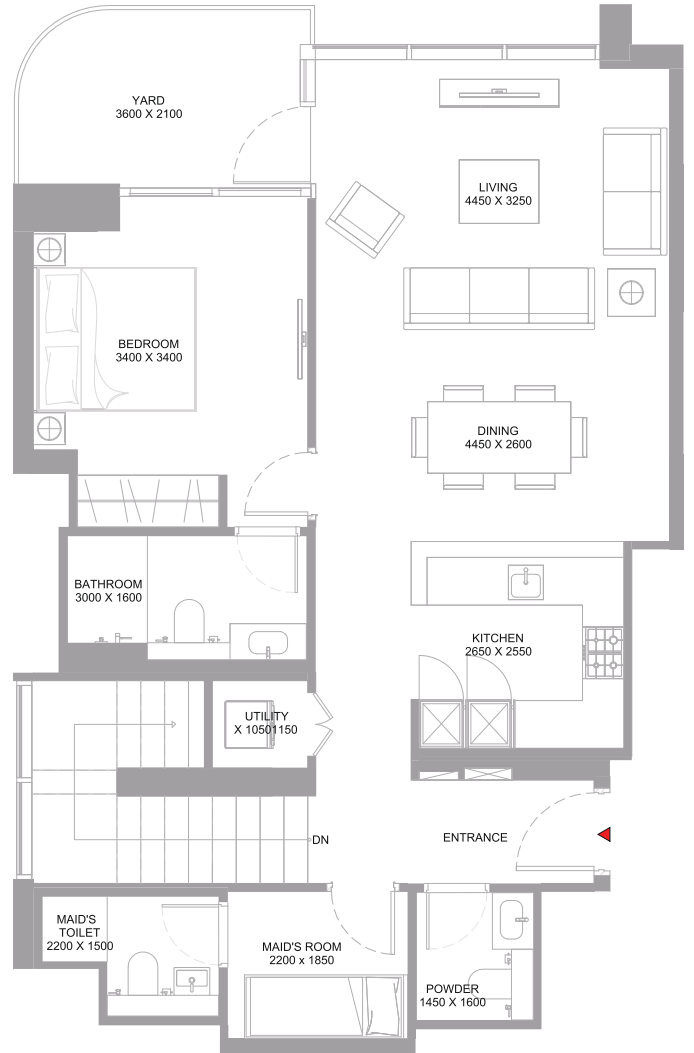 YARD
3600 X 2100
LIVING
4450 X 3250
BEDROOM
3400 X 3400
DINING
4450 X 2600
BATHROOM
3000 X 1600
KITCHEN
2650 X 2550
UTILITY
X 10501150
DN
ENTRANCE
MAID'S
TOILET
2200 X 1500
MAID'S ROOM
2200 x 1850
POWDER
1450 X 1600